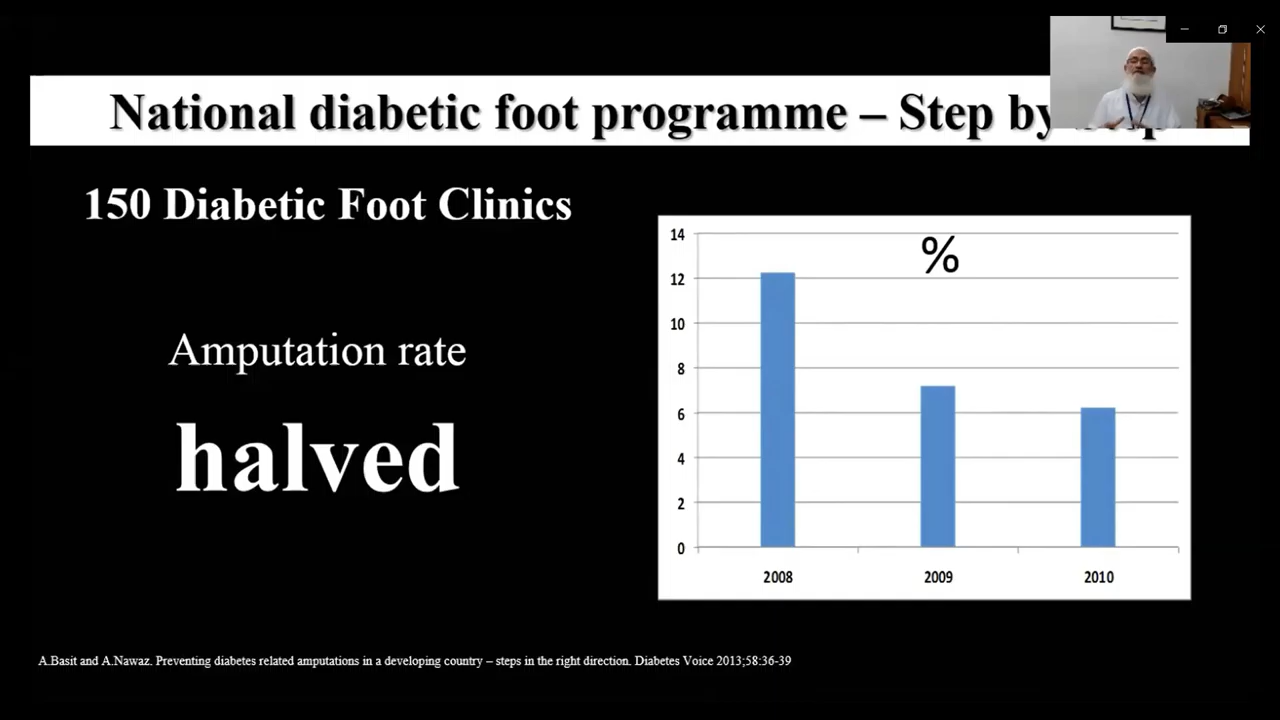 National diabetic foot programme – Step by
150 Diabetic Foot Clinics
Amputation rate
halved
%
14
12
10
8
6
4
2
0
2008
2009
2010
A.Basit and A.Nawaz. Preventing diabetes related amputations in a developing country – steps in the right direction. Diabetes Voice 2013;58:36-39